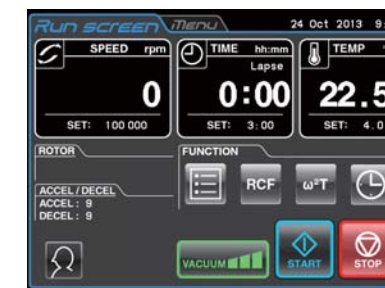 Run screen Menu 24 Oct 2013 9:
SPEED rpm
0
SET: 100 000
TIME hh:mm
Lapse
0:00
SET: 3:00
TEMP
22.5
SET: 4.0
ROTOR
ACCEL/DECEL
ACCEL: 9
DECEL: 9
FUNCTION
RCF
ω²T
VACUUM
START
STOP